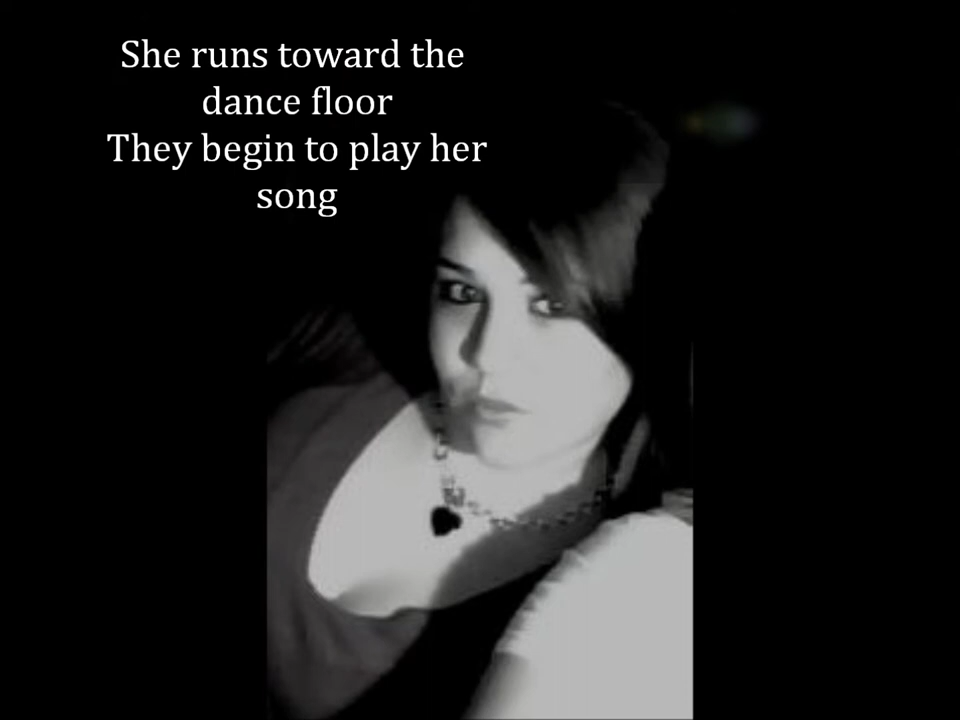 She runs toward the
dance floor
They begin to play her
song